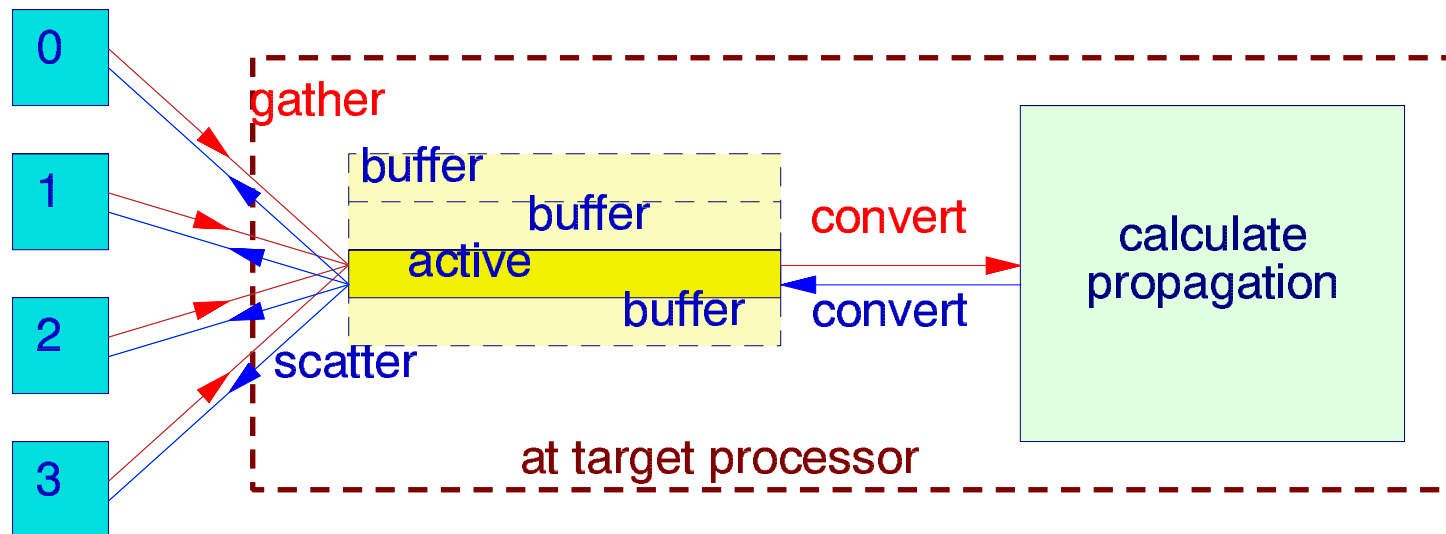 0
gather
buffer
1
buffer
convert
active
calculate
propagation
buffer
convert
2
scatter
at target processor
3